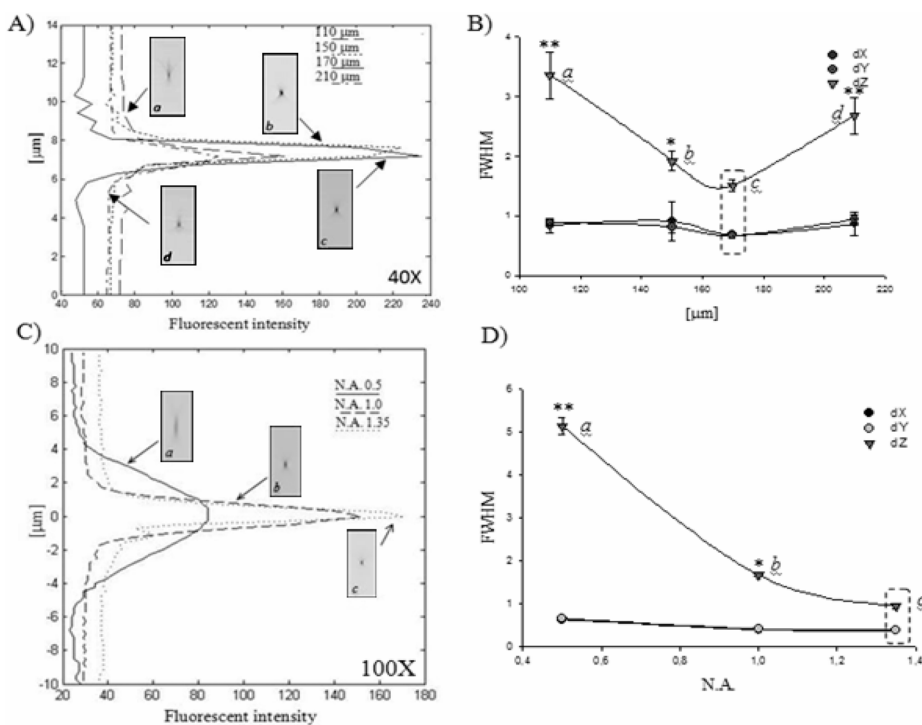 A)
14
12
10
8
6
4
2
0
[µm]
40 60 80 100 120 140 160 180 200 220 240
Fluorescent intensity
110 µm
150 µm
170 µm
210 µm
a
b
c
d
40X
B)
4
3
2
1
0
FWHM
100 120 140 160 180 200 220
[µm]
dX
dY
dZ
** a
* b
c
** d
C)
10
8
6
4
2
0
-2
-4
-6
-8
-10
[µm]
20 40 60 80 100 120 140 160 180
Fluorescent intensity
N.A. 0.5
N.A. 1.0
N.A. 1.35
a
b
c
100X
D)
6
5
4
3
2
1
0
FWHM
0,4 0,6 0,8 1,0 1,2 1,4
N.A.
dX
dY
dZ
** a
* b